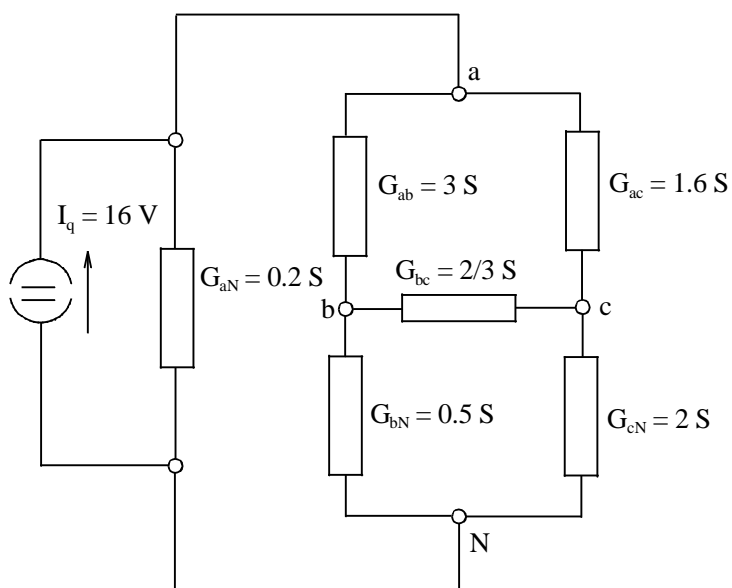 a
G_ab = 3 S
G_ac = 1.6 S
I_q = 16 V
G_aN = 0.2 S
G_bc = 2/3 S
b
c
G_bN = 0.5 S
G_cN = 2 S
N